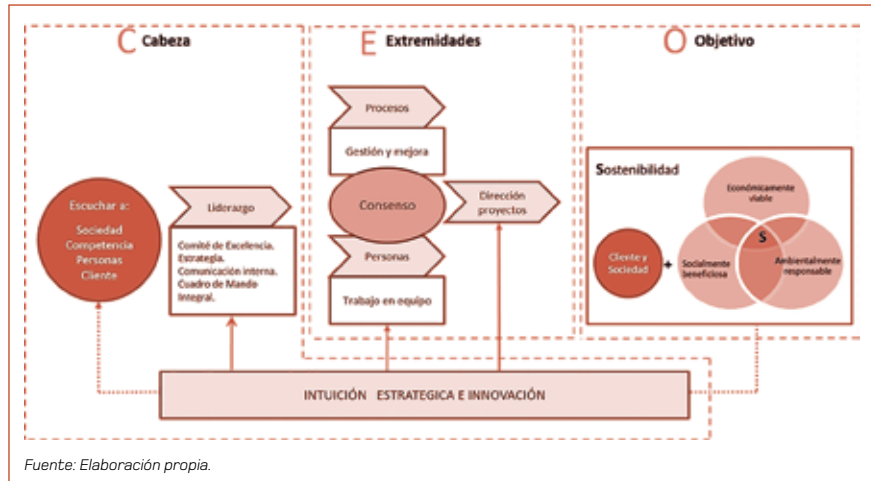 C Cabeza
Escuchar a:
Sociedad
Competencia
Personas
Cliente
Liderazgo
Comité de Excelencia.
Estrategia.
Comunicación interna.
Cuadro de Mando
Integral.
E Extremidades
Procesos
Gestión y mejora
Consenso
Personas
Trabajo en equipo
Dirección
proyectos
O Objetivo
Sostenibilidad
Cliente y
Sociedad
+
Económicamente
viable
S
Socialmente
beneficiosa
Ambientalmente
responsable
INTUICIÓN ESTRATEGICA E INNOVACIÓN
Fuente: Elaboración propia.